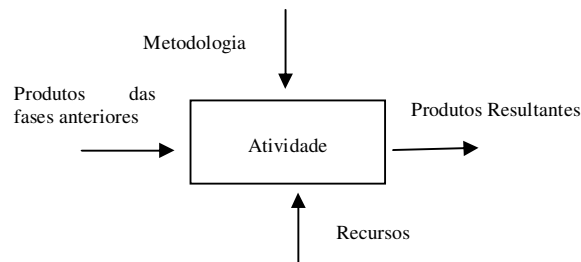 Metodologia
Produtos das
fases anteriores
Produtos Resultantes
Atividade
Recursos